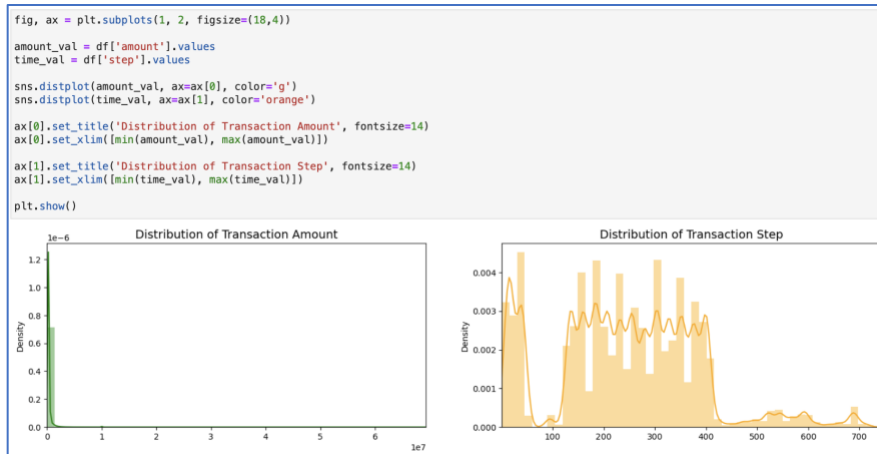 fig, ax = plt.subplots(1, 2, figsize=(18,4))
amount_val = df['amount'].values
time_val = df['step'].values
sns.distplot(amount_val, ax=ax[0], color='g')
sns.distplot(time_val, ax=ax[1], color='orange')
ax[0].set_title('Distribution of Transaction Amount', fontsize=14)
ax[0].set_xlim([min(amount_val), max(amount_val)])
ax[1].set_title('Distribution of Transaction Step', fontsize=14)
ax[1].set_xlim([min(time_val), max(time_val)])
plt.show()
Distribution of Transaction Amount
1e−6
1.2
1.0
0.8
0.6
0.4
0.2
0.0
Density
0 1 2 3 4 5 6
1e7
Distribution of Transaction Step
0.004
0.003
0.002
0.001
0.000
Density
100 200 300 400 500 600 700